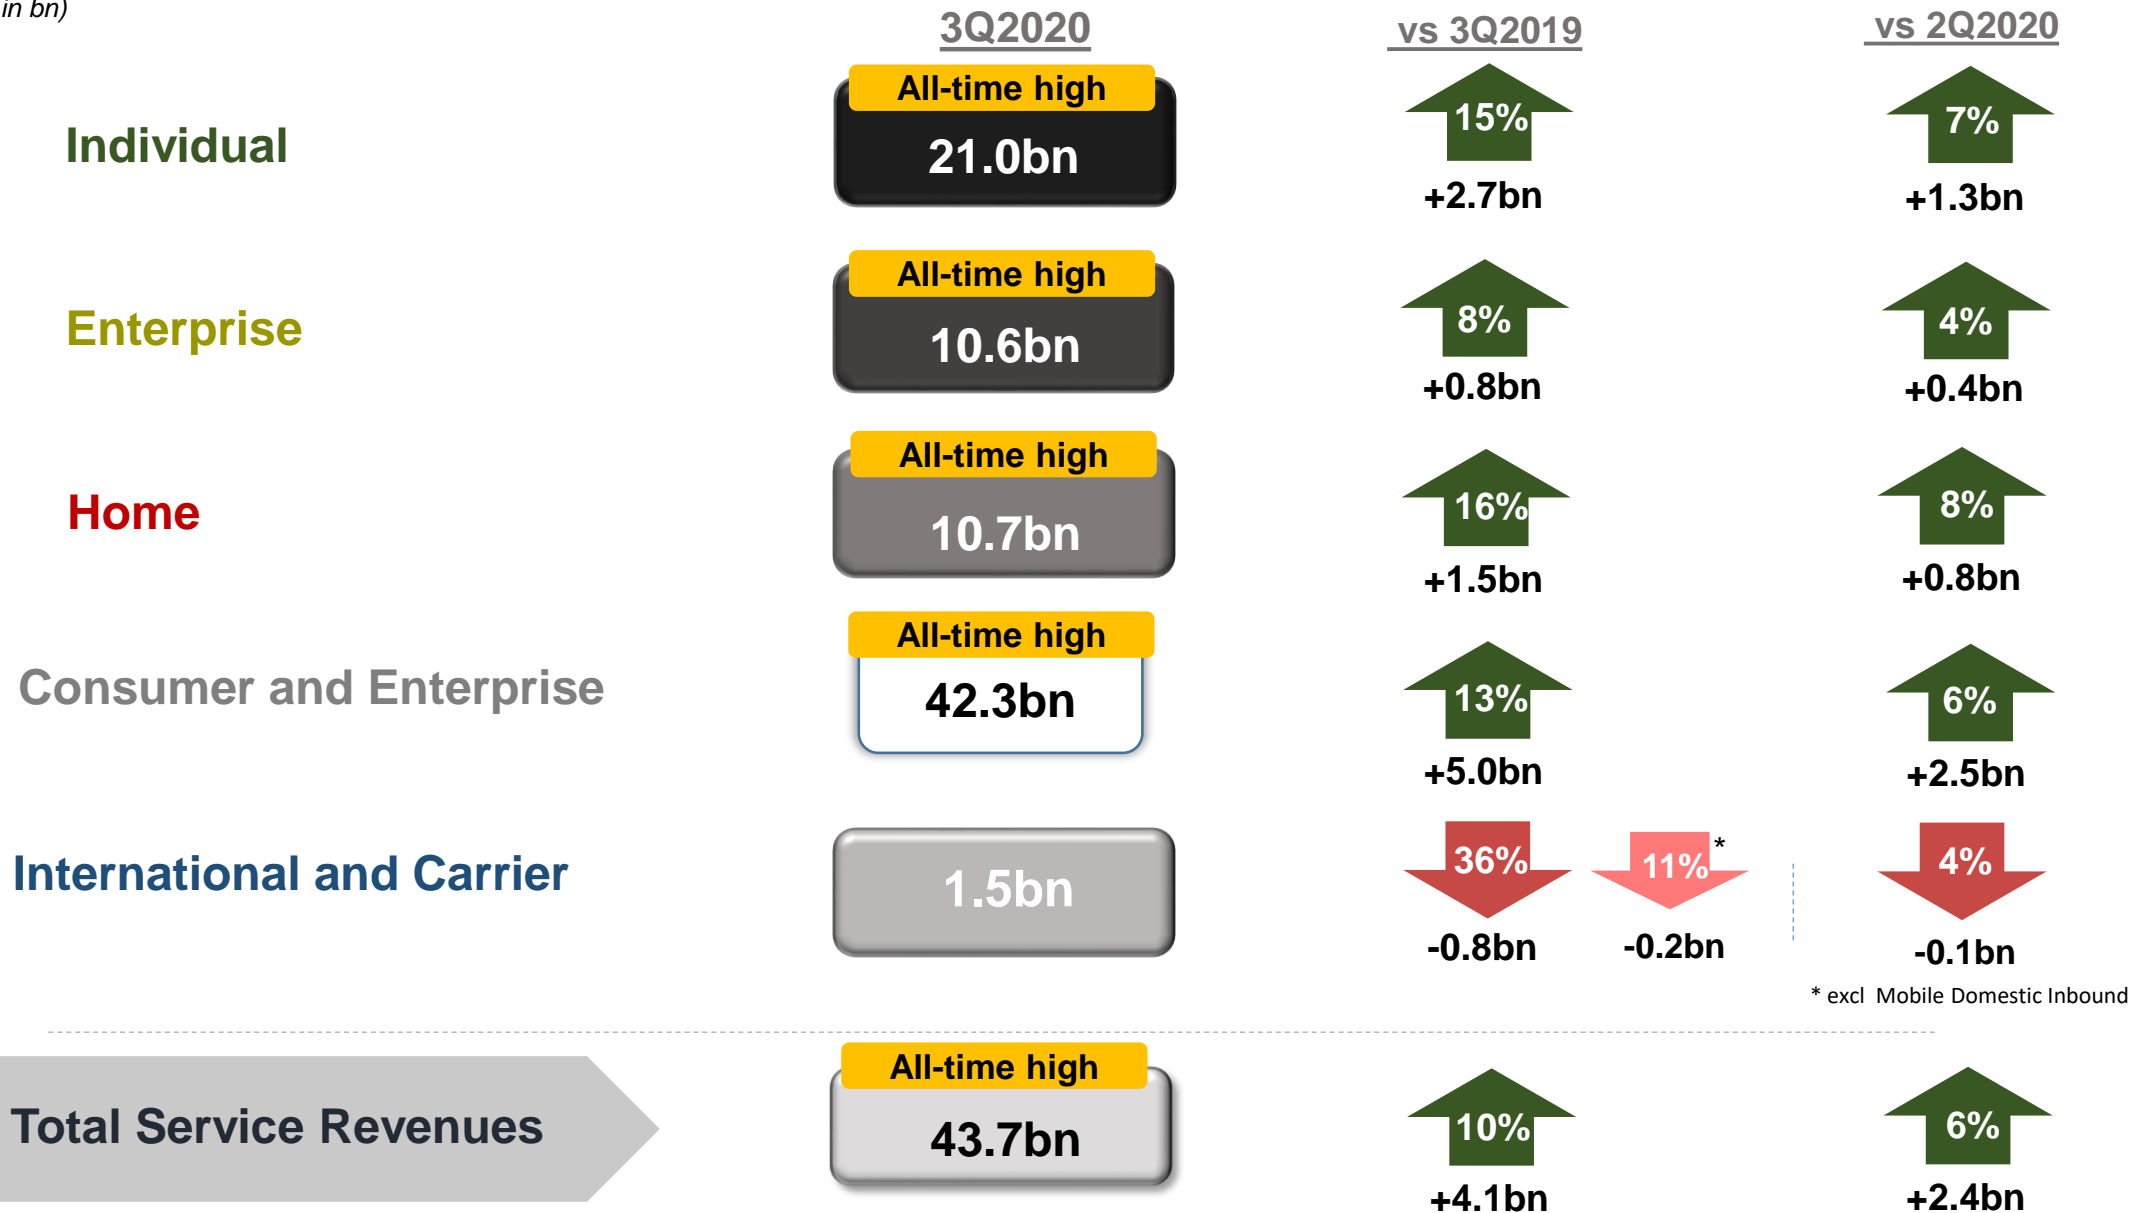 in bn)
3Q2020 vs 3Q2019 vs 2Q2020
All-time high
Individual 21.0bn 15% 7%
+2.7bn +1.3bn
All-time high
Enterprise 10.6bn 8% 4%
+0.8bn +0.4bn
All-time high
Home 10.7bn 16% 8%
+1.5bn +0.8bn
All-time high
Consumer and Enterprise 42.3bn 13% 6%
+5.0bn +2.5bn
International and Carrier 1.5bn 36% 11%* 4%
-0.8bn -0.2bn -0.1bn
* excl Mobile Domestic Inbound
All-time high
Total Service Revenues 43.7bn 10% 6%
+4.1bn +2.4bn